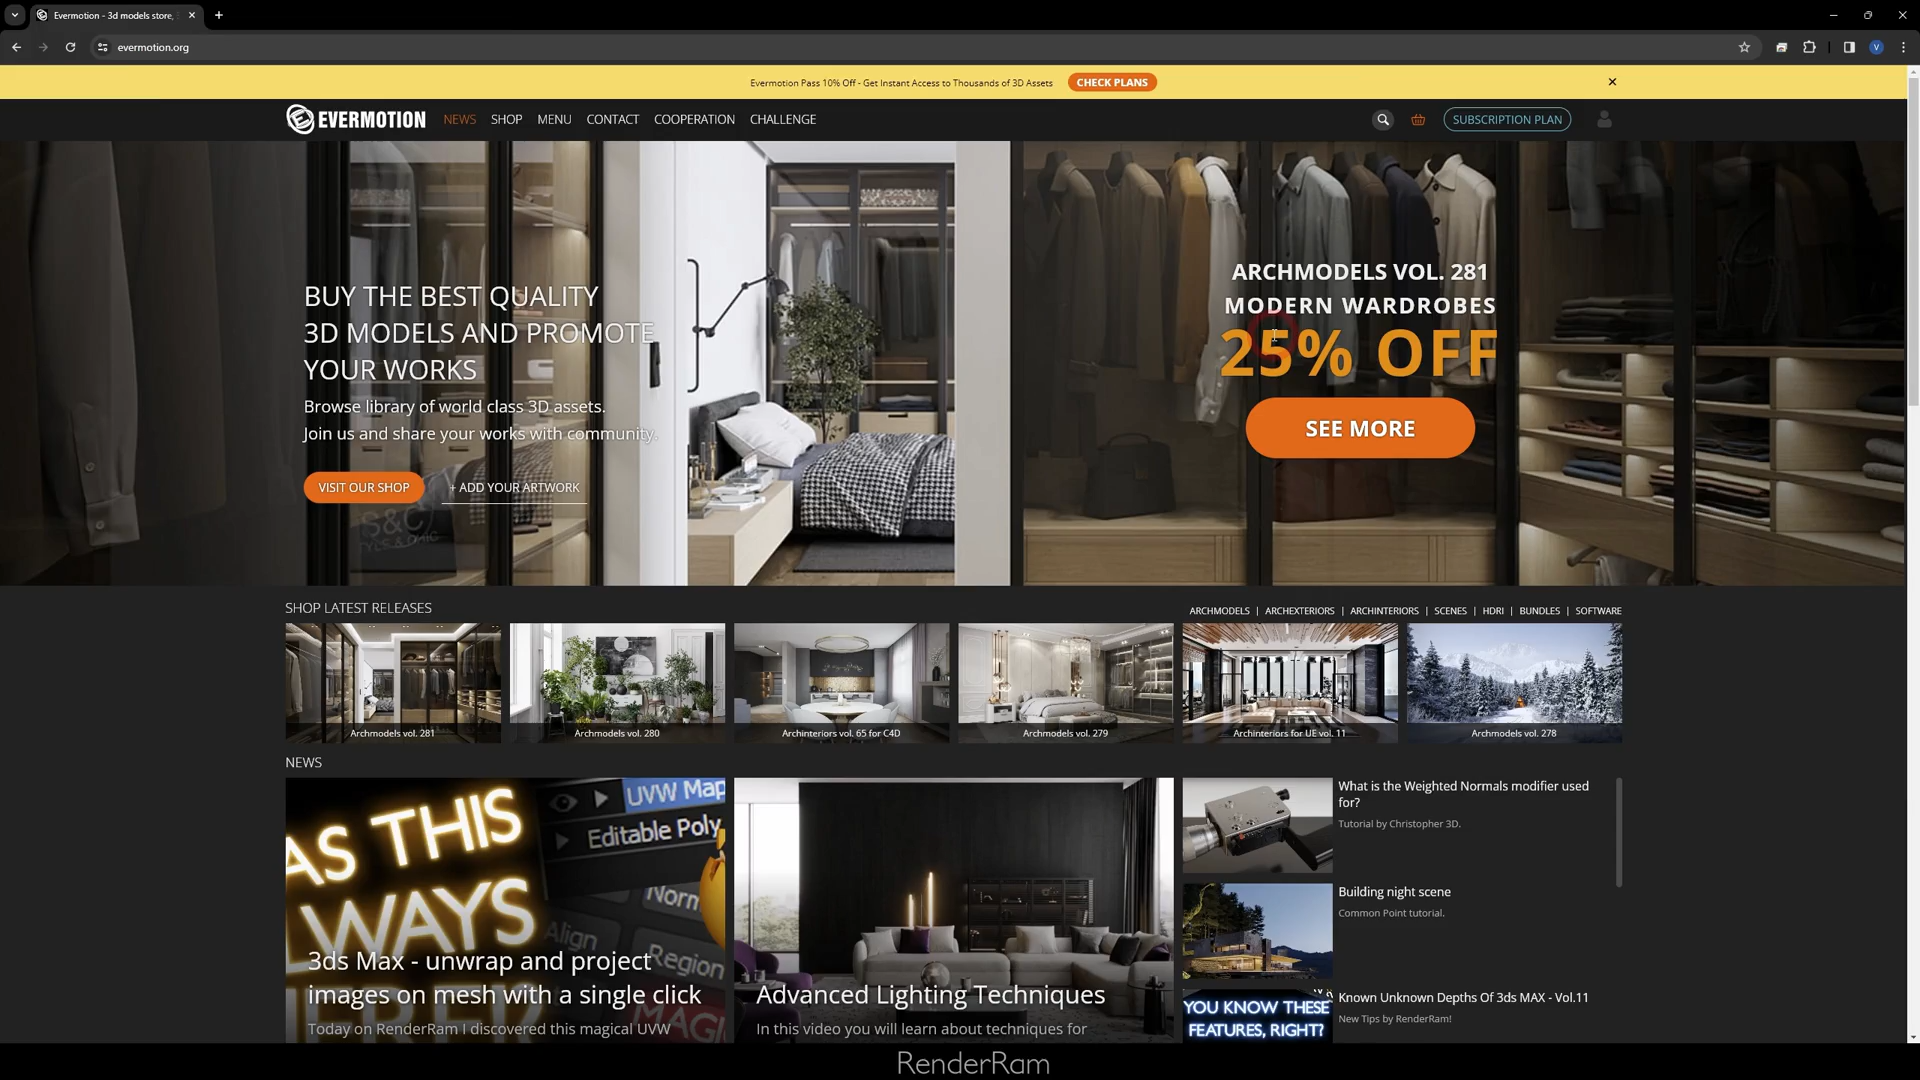 Evermotion - 3d models store,
evermotion.org
V
Evermotion Pass 10% Off - Get Instant Access to Thousands of 3D Assets
CHECK PLANS
EVERMOTION
NEWS
SHOP
MENU
CONTACT
COOPERATION
CHALLENGE
SUBSCRIPTION PLAN
BUY THE BEST QUALITY
3D MODELS AND PROMOTE
YOUR WORKS
Browse library of world class 3D assets.
Join us and share your works with community.
VISIT OUR SHOP
+ ADD YOUR ARTWORK
S&C
ARCHMODELS VOL. 281
MODERN WARDROBES
25% OFF
SEE MORE
SHOP LATEST RELEASES
ARCHMODELS | ARCHEXTERIORS | ARCHINTERIORS | SCENES | HDRI | BUNDLES | SOFTWARE
Archmodels vol. 281
Archmodels vol. 280
Archinteriors vol. 65 for C4D
Archmodels vol. 279
Archinteriors for UE vol. 11
Archmodels vol. 278
NEWS
AS THIS
WAYS
UVW Map
Editable Poly
Norm
Align
Region
3ds Max - unwrap and project
images on mesh with a single click
Today on RenderRam I discovered this magical UVW
Advanced Lighting Techniques
In this video you will learn about techniques for
What is the Weighted Normals modifier used
for?
Tutorial by Christopher 3D.
Building night scene
Common Point tutorial.
YOU KNOW THESE
FEATURES, RIGHT?
Known Unknown Depths Of 3ds MAX - Vol.11
New Tips by RenderRam!
RenderRam